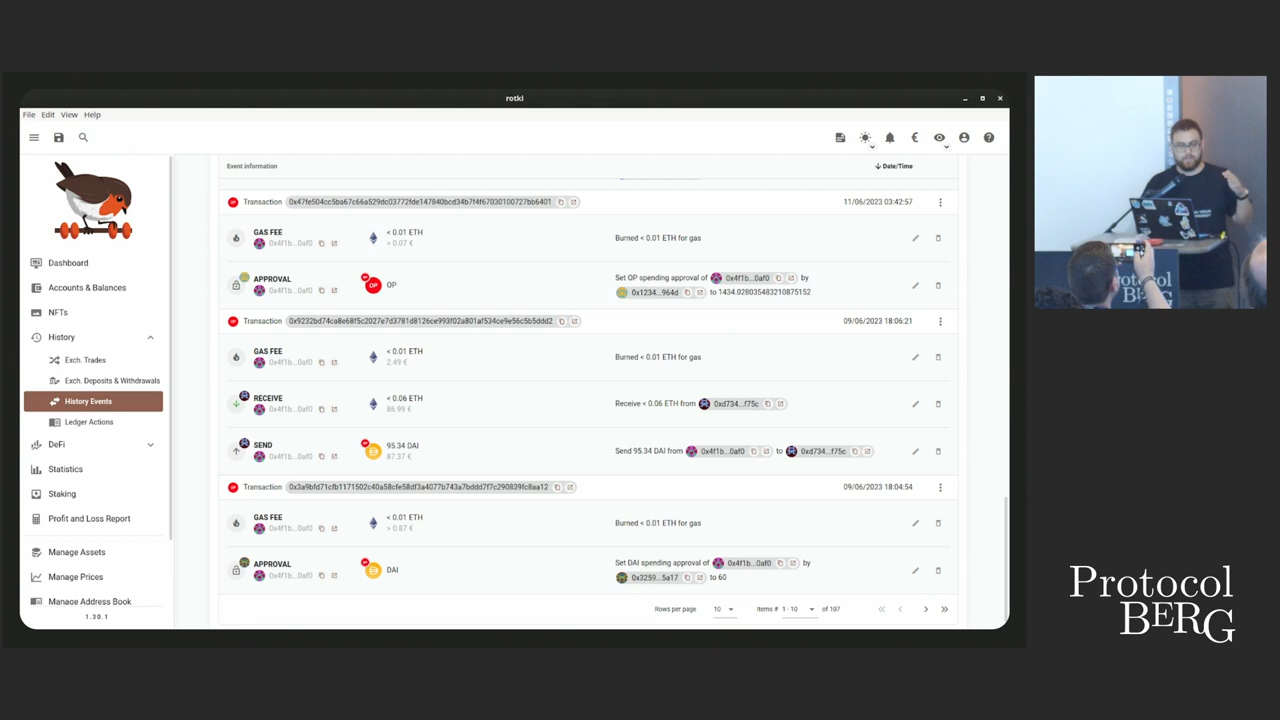 rotki
File Edit View Help
Event information
Date/Time
Transaction 0x47fe504cc5ba67c66a529dc03772fde147840bcd34b7f4f67030100727bb6401 11/06/2023 03:42:57
GAS FEE
0x4f1b...0af0
< 0.01 ETH
> 0.07 €
Burned < 0.01 ETH for gas
APPROVAL
0x4f1b...0af0
OP
OP
Set OP spending approval of 0x4f1b...0af0 by
0x1234...964d to 1434.028035483210875152
Transaction 0x9232bd74ca8e68f5c2027e7d3781d8126ce993f02a801af534ce9e56c5b5ddd2 09/06/2023 18:06:21
GAS FEE
0x4f1b...0af0
< 0.01 ETH
2.49 €
Burned < 0.01 ETH for gas
RECEIVE
0x4f1b...0af0
< 0.06 ETH
86.99 €
Receive < 0.06 ETH from 0xd734...f75c
SEND
0x4f1b...0af0
95.34 DAI
87.37 €
Send 95.34 DAI from 0x4f1b...0af0 to 0xd734...f75c
Transaction 0x3a9bfd71cfb1171502c40a58cfe58df3a4077b743a7bddd7f7c290839fc8aa12 09/06/2023 18:04:54
GAS FEE
0x4f1b...0af0
< 0.01 ETH
> 0.87 €
Burned < 0.01 ETH for gas
APPROVAL
0x4f1b...0af0
DAI
Set DAI spending approval of 0x4f1b...0af0 by
0x3259...5a17 to 60
Rows per page 10 Items # 1 - 10 of 107
Dashboard
Accounts & Balances
NFTs
History
Exch. Trades
Exch. Deposits & Withdrawals
History Events
Ledger Actions
DeFi
Statistics
Staking
Profit and Loss Report
Manage Assets
Manage Prices
Manage Address Book
1.30.1
Protocol
BERG